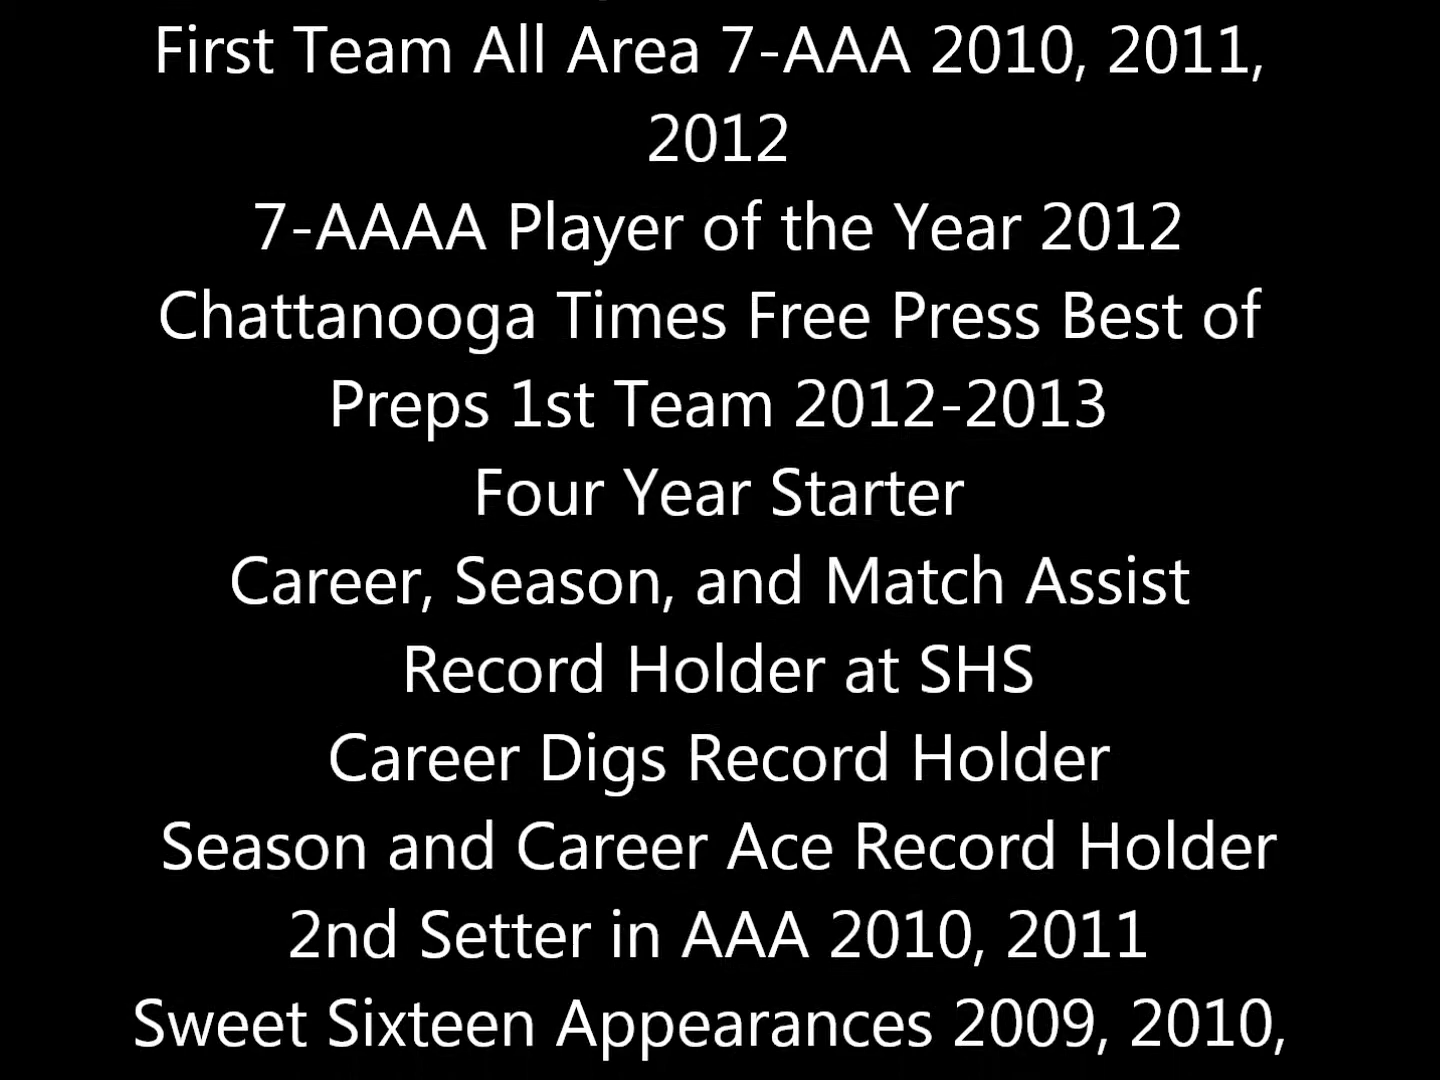 First Team All Area 7-AAA 2010, 2011,
2012
7-AAAA Player of the Year 2012
Chattanooga Times Free Press Best of
Preps 1st Team 2012-2013
Four Year Starter
Career, Season, and Match Assist
Record Holder at SHS
Career Digs Record Holder
Season and Career Ace Record Holder
2nd Setter in AAA 2010, 2011
Sweet Sixteen Appearances 2009, 2010,